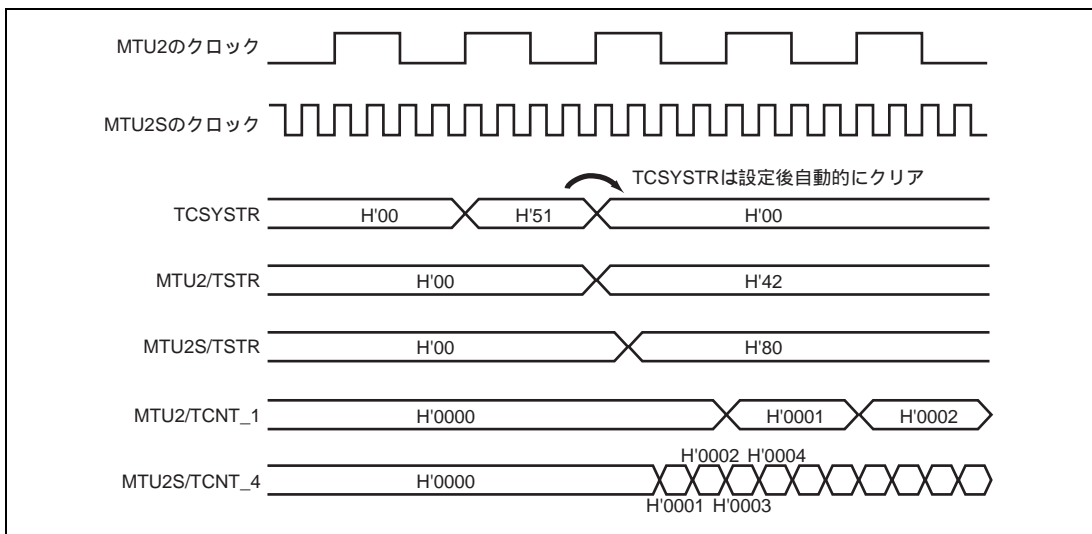 MTU2のクロック
MTU2Sのクロック
TCSYSTRは設定後自動的にクリア
TCSYSTR H'00 H'51 H'00
MTU2/TSTR H'00 H'42
MTU2S/TSTR H'00 H'80
MTU2/TCNT_1 H'0000 H'0001 H'0002
H'0002 H'0004
MTU2S/TCNT_4 H'0000
H'0001 H'0003